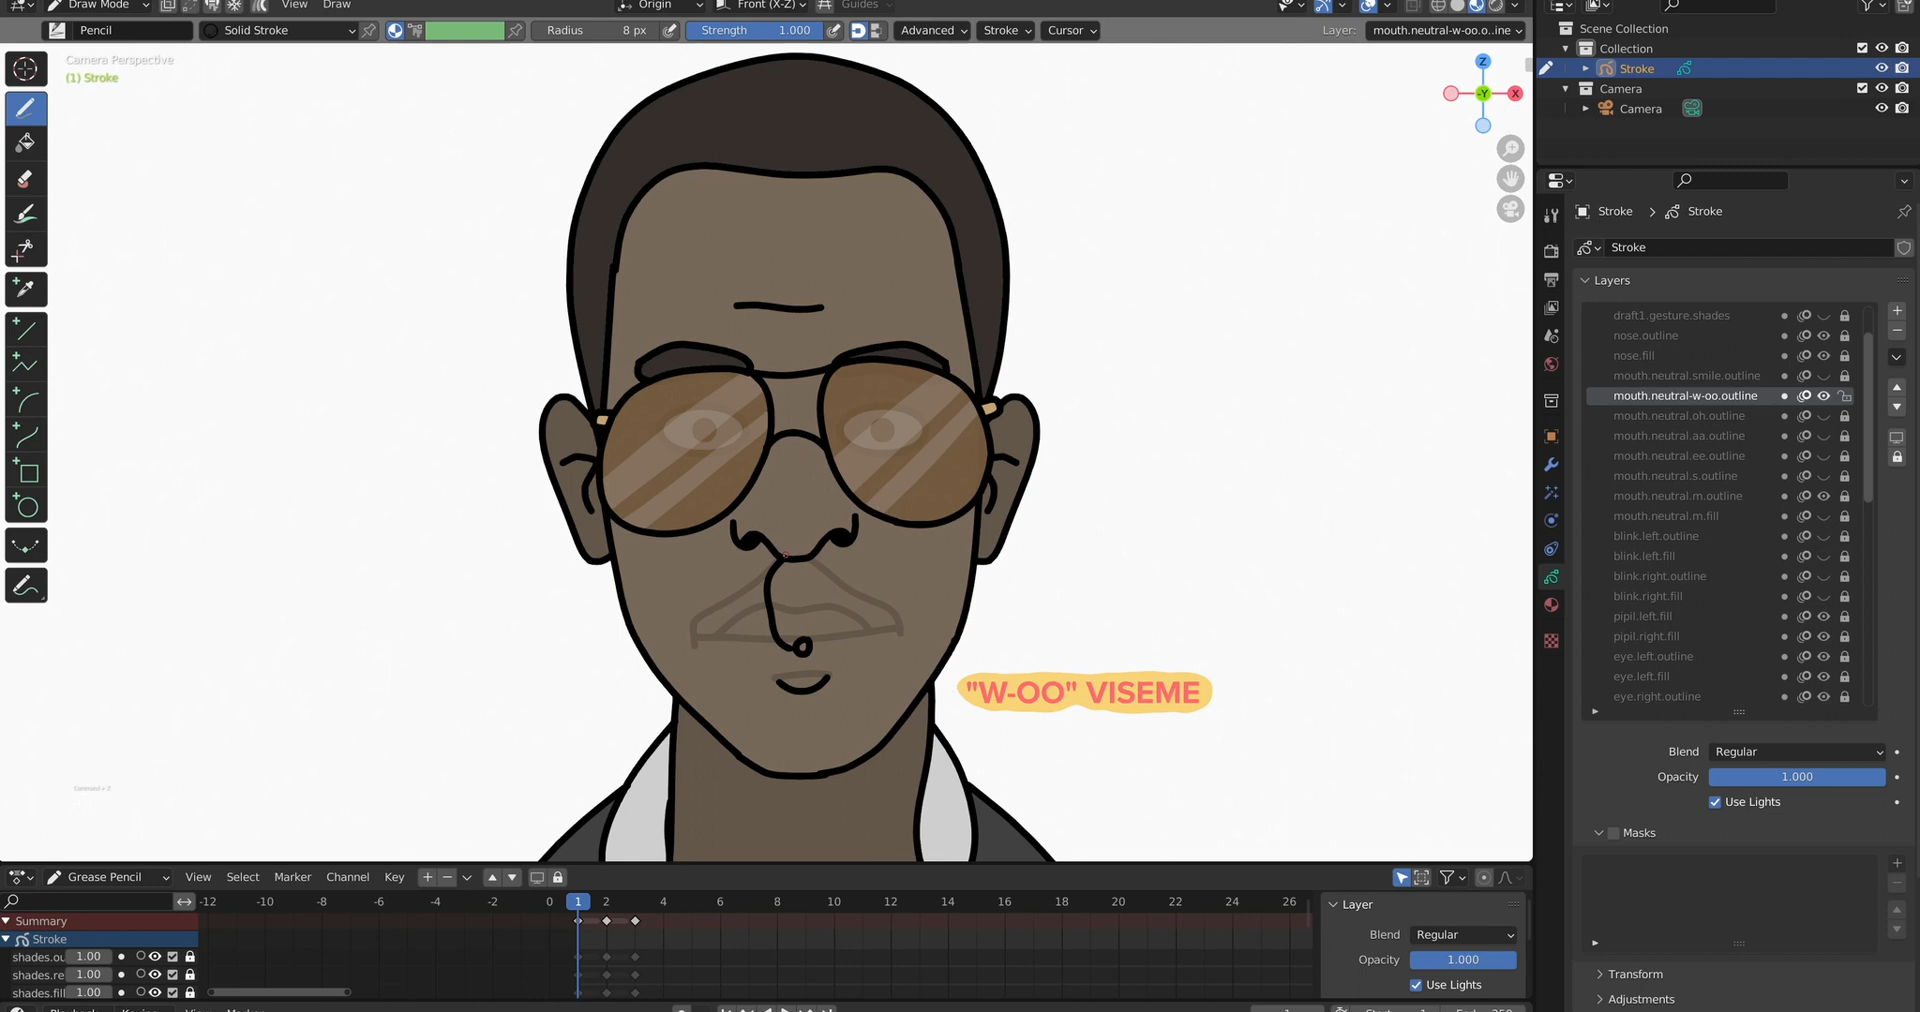 Draw Mode View Draw Origin Front (X-Z) Guides
Pencil Solid Stroke Radius 8 px Strength 1.000 Advanced Stroke Cursor Layer: mouth.neutral-w-oo.o..ine
Camera Perspective
(1) Stroke
"W-OO" VISEME
Command + Z
Z
-Y
X
Scene Collection
Collection
Stroke
Camera
Camera
Stroke > Stroke
Stroke
Layers
draft1.gesture.shades
nose.outline
nose.fill
mouth.neutral.smile.outline
mouth.neutral-w-oo.outline
mouth.neutral.oh.outline
mouth.neutral.aa.outline
mouth.neutral.ee.outline
mouth.neutral.s.outline
mouth.neutral.m.outline
mouth.neutral.m.fill
blink.left.outline
blink.left.fill
blink.right.outline
blink.right.fill
pipil.left.fill
pipil.right.fill
eye.left.outline
eye.left.fill
eye.right.outline
Blend Regular
Opacity 1.000
Use Lights
Masks
Transform
Adjustments
Grease Pencil View Select Marker Channel Key
-12 -10 -8 -6 -4 -2 0 1 2 4 6 8 10 12 14 16 18 20 22 24 26
Summary
Stroke
shades.ou 1.00
shades.re 1.00
shades.fill 1.00
Layer
Blend Regular
Opacity 1.000
Use Lights